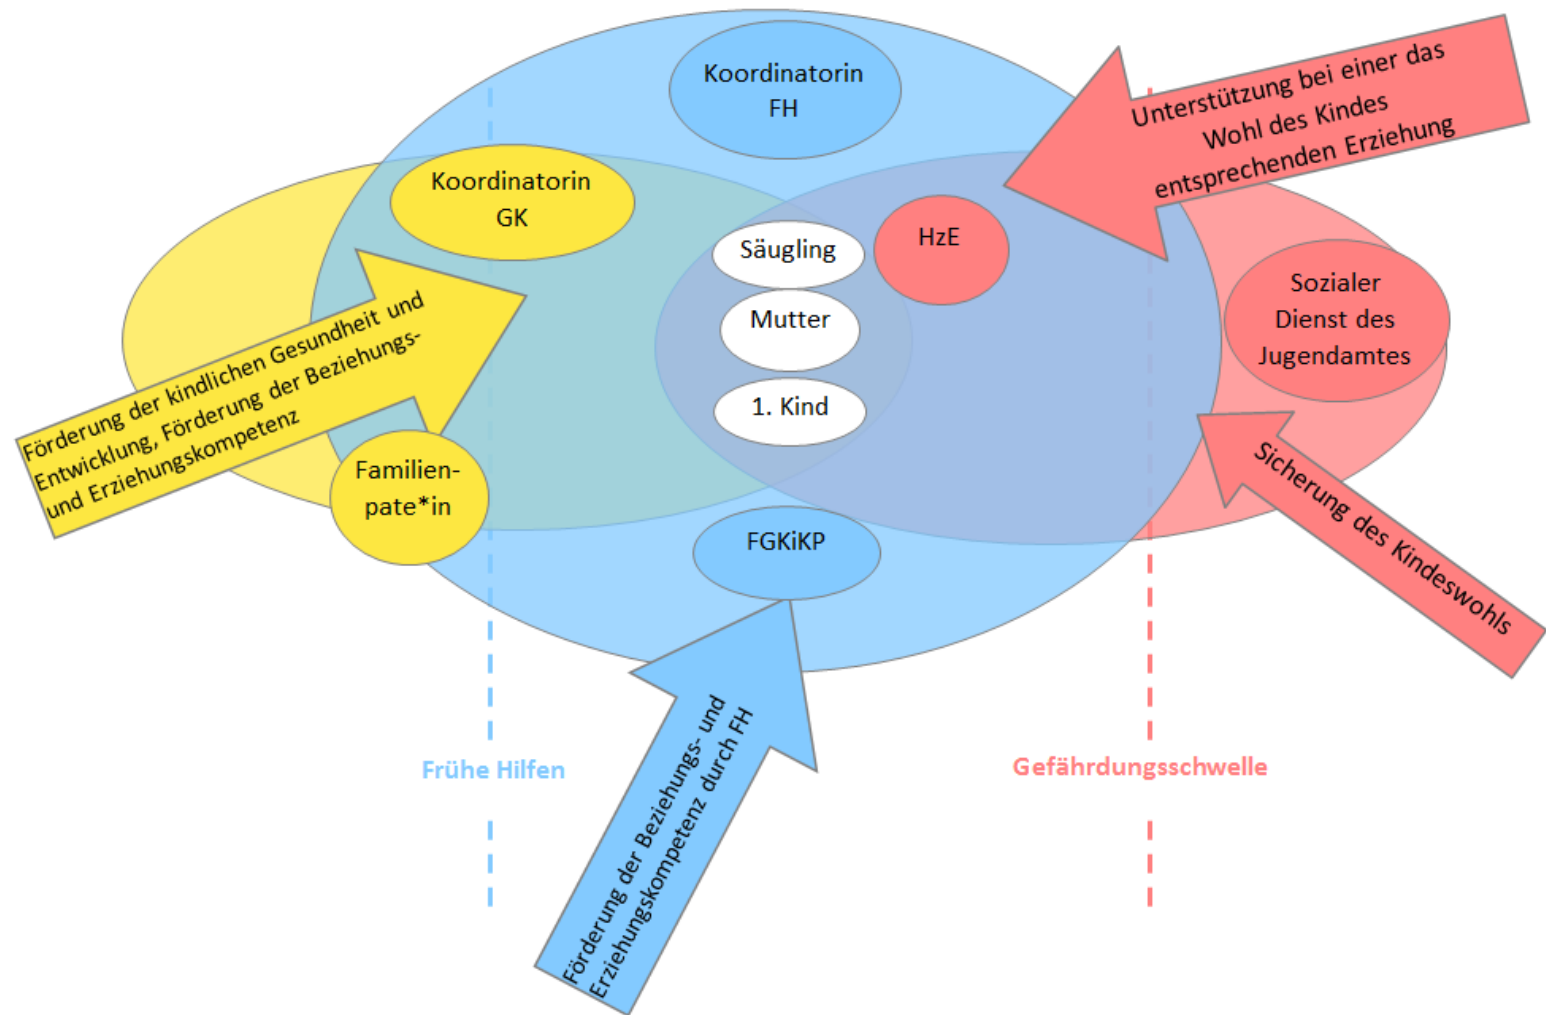 Koordinatorin
FH
Unterstützung bei einer das
Wohl des Kindes
entsprechenden Erziehung
Koordinatorin
GK
Säugling
HzE
Mutter
1. Kind
Sozialer
Dienst des
Jugendamtes
Förderung der kindlichen Gesundheit und
Entwicklung, Förderung der Beziehungs-
und Erziehungskompetenz
Familien-
pate*in
FGKiKP
Sicherung des Kindeswohls
Frühe Hilfen
Gefährdungsschwelle
Förderung der Beziehungs- und
Erziehungskompetenz durch FH